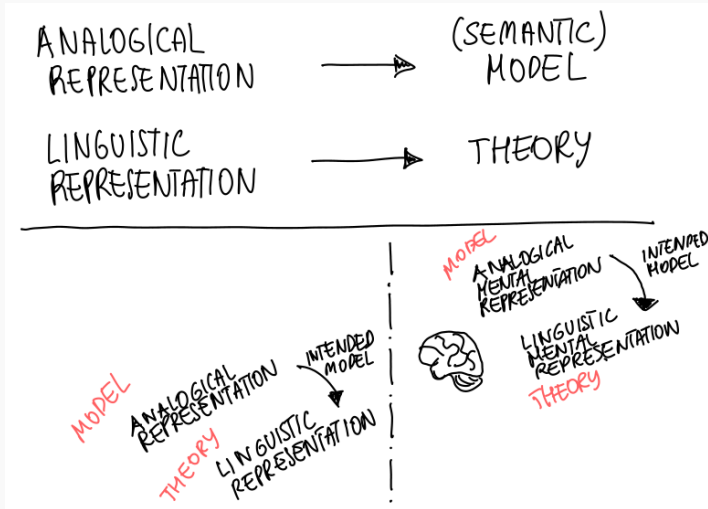 ANALOGICAL
REPRESENTATION
(SEMANTIC)
MODEL
LINGUISTIC
REPRESENTATION
THEORY
MODEL
ANALOGICAL
REPRESENTATION
INTENDED
MODEL
THEORY
LINGUISTIC
REPRESENTATION
MODEL
ANALOGICAL
MENTAL
REPRESENTATION
INTENDED
MODEL
LINGUISTIC
MENTAL
REPRESENTATION
THEORY